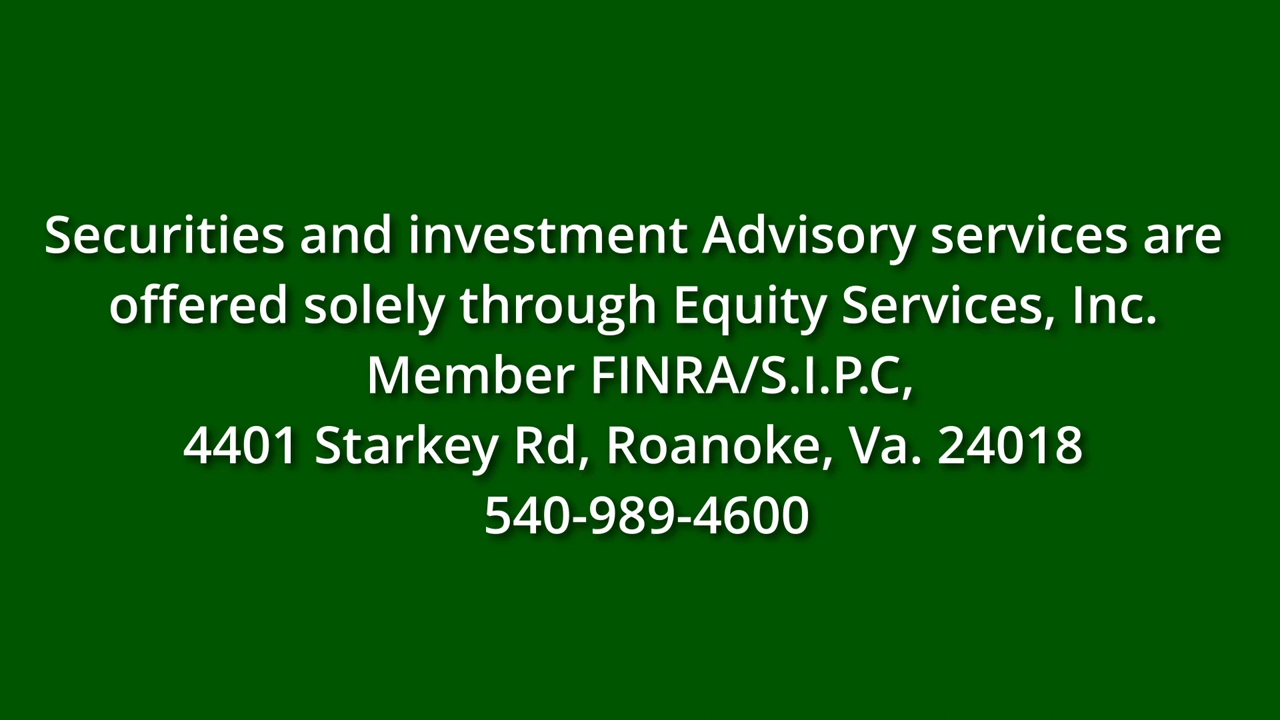 Securities and investment Advisory services are
offered solely through Equity Services, Inc.
Member FINRA/S.I.P.C,
4401 Starkey Rd, Roanoke, Va. 24018
540-989-4600